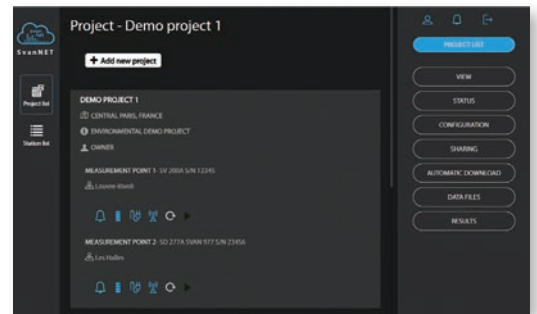 SvanNET
Project list
Station list
Project - Demo project 1
+ Add new project
DEMO PROJECT 1
CENTRAL PARIS, FRANCE
ENVIRONMENTAL DEMO PROJECT
OWNER
MEASUREMENT POINT 1- SV 200A S/N 12345
Louvre-Rivoli
MEASUREMENT POINT 2- SD 277A SVAN 977 S/N 23456
Les Halles
PROJECT LIST
VIEW
STATUS
CONFIGURATION
SHARING
AUTOMATIC DOWNLOAD
DATA FILES
RESULTS